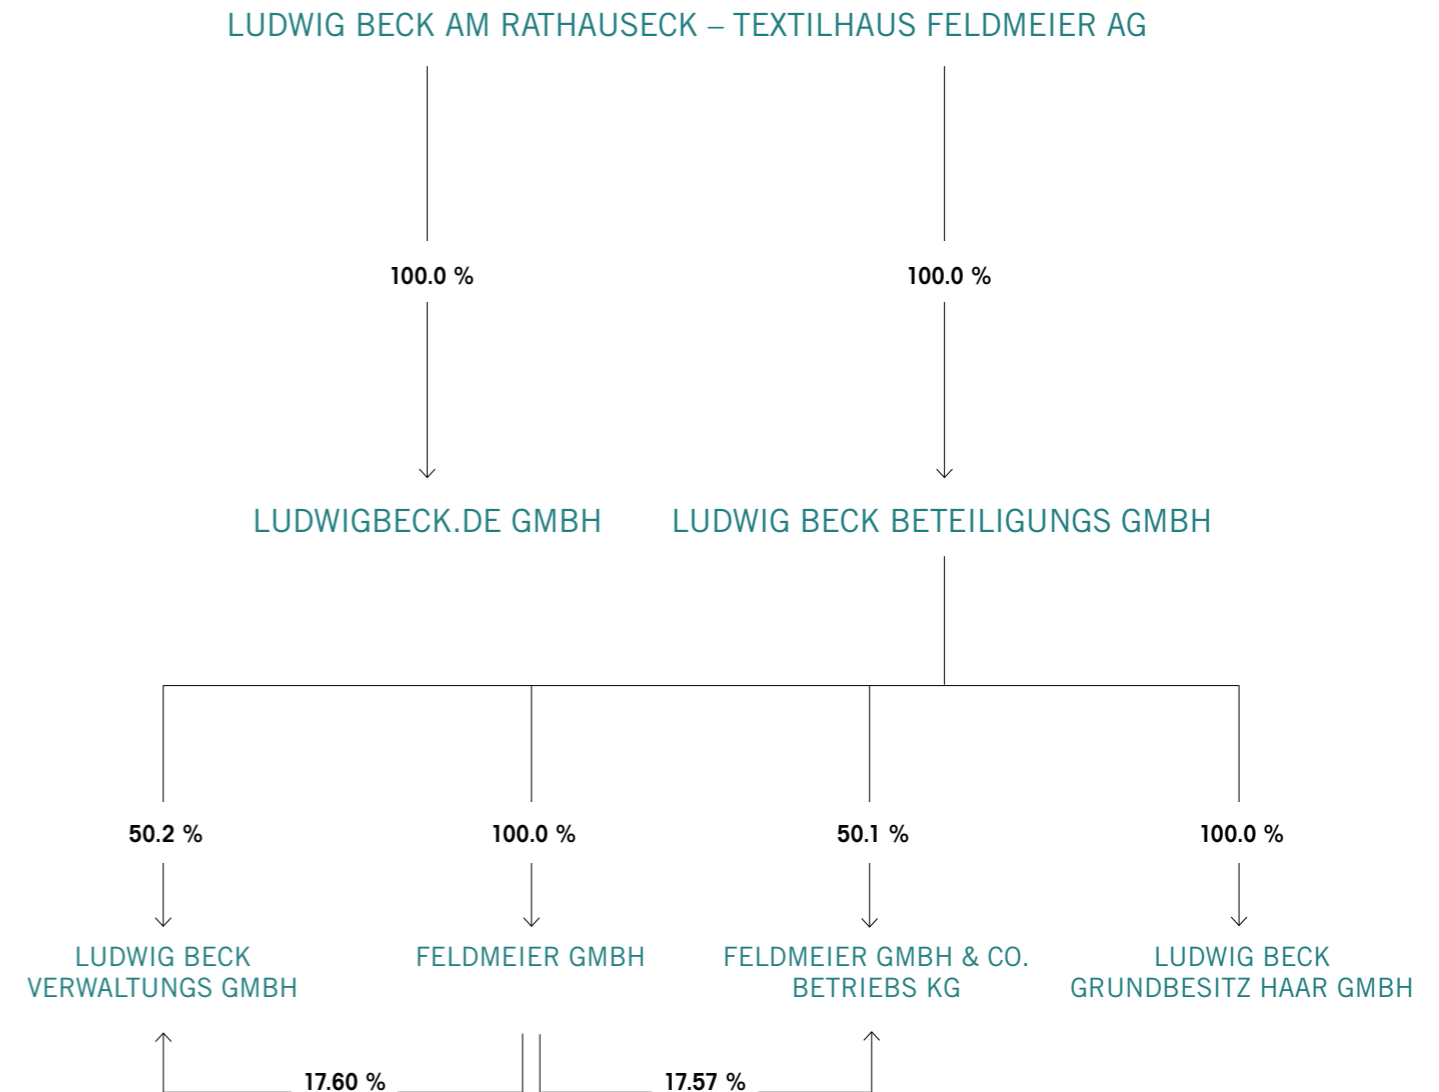 LUDWIG BECK AM RATHAUSECK – TEXTILHAUS FELDMEIER AG
100.0 %
100.0 %
LUDWIGBECK.DE GMBH
LUDWIG BECK BETEILIGUNGS GMBH
50.2 %
100.0 %
50.1 %
100.0 %
LUDWIG BECK
VERWALTUNGS GMBH
FELDMEIER GMBH
FELDMEIER GMBH & CO.
BETRIEBS KG
LUDWIG BECK
GRUNDBESITZ HAAR GMBH
17.60 %
17.57 %